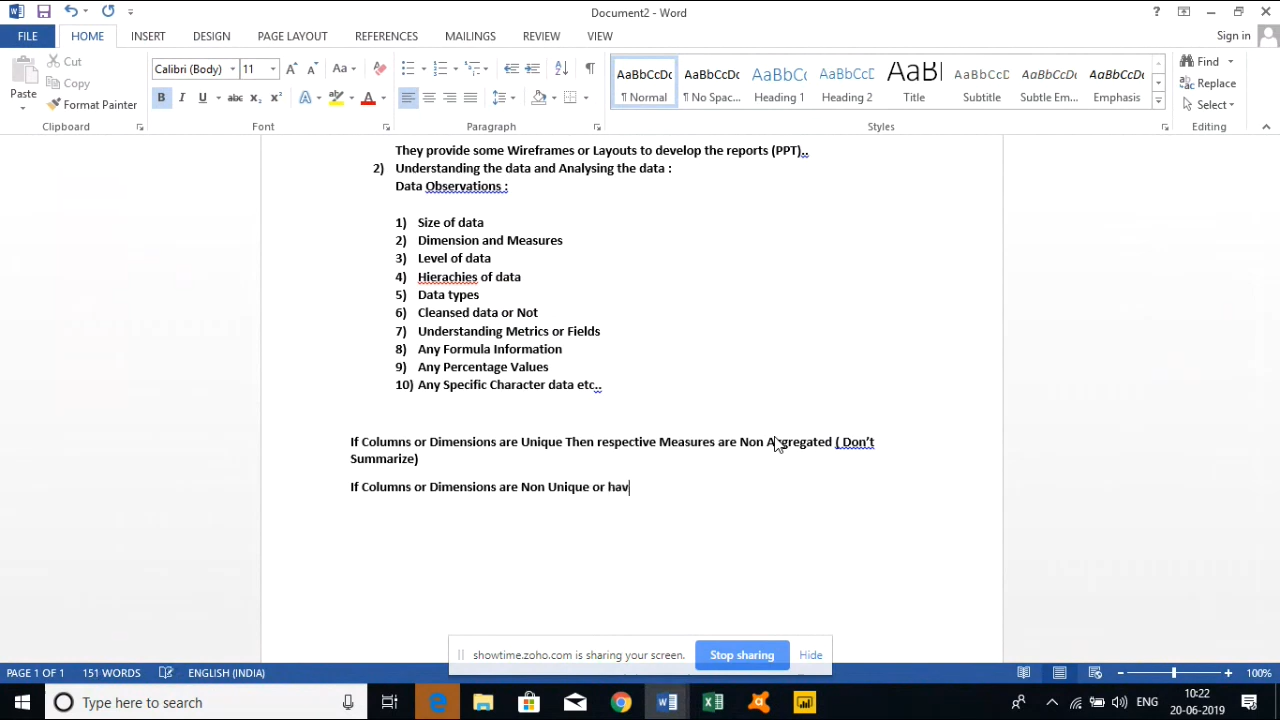 Document2 - Word
Sign in
FILE HOME INSERT DESIGN PAGE LAYOUT REFERENCES MAILINGS REVIEW VIEW
Paste
Cut
Copy
Format Painter
Calibri (Body) 11
AaBbCcDc AaBbCcDc AaBbCc AaBbCcD AaBl AaBbCcD AaBbCcDc AaBbCcDc
¶ Normal ¶ No Spac... Heading 1 Heading 2 Title Subtitle Subtle Em... Emphasis
Find
Replace
Select
Clipboard Font Paragraph Styles Editing
They provide some Wireframes or Layouts to develop the reports (PPT)..
2) Understanding the data and Analysing the data :
Data Observations :
1) Size of data
2) Dimension and Measures
3) Level of data
4) Hierachies of data
5) Data types
6) Cleansed data or Not
7) Understanding Metrics or Fields
8) Any Formula Information
9) Any Percentage Values
10) Any Specific Character data etc..
If Columns or Dimensions are Unique Then respective Measures are Non Aggregated ( Don't
Summarize)
If Columns or Dimensions are Non Unique or hav
showtime.zoho.com is sharing your screen. Stop sharing Hide
PAGE 1 OF 1 151 WORDS ENGLISH (INDIA) 100%
Type here to search
ENG
10:22
20-06-2019